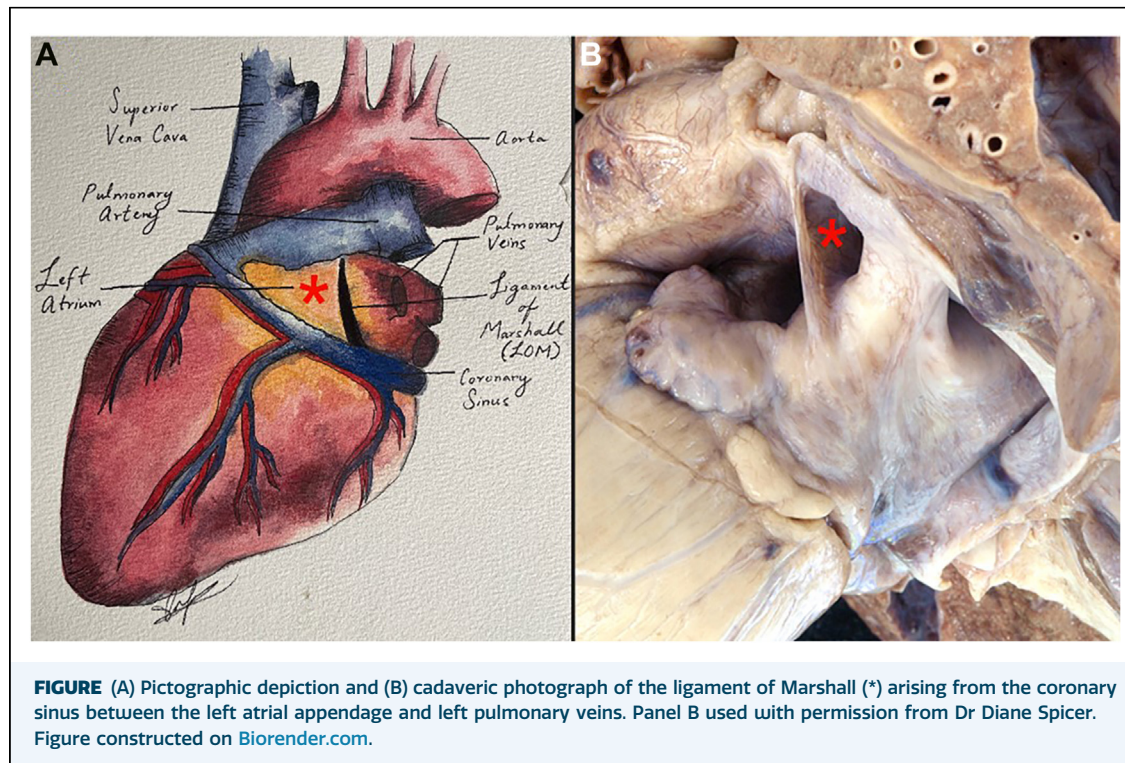 A
Superior
Vena Cava
Aorta
Pulmonary
Artery
Pulmonary
Veins
Left
Atrium
*
Ligament
of
Marshall
(LOM)
Coronary
Sinus
B
*
FIGURE (A) Pictographic depiction and (B) cadaveric photograph of the ligament of Marshall (*) arising from the coronary
sinus between the left atrial appendage and left pulmonary veins. Panel B used with permission from Dr Diane Spicer.
Figure constructed on Biorender.com.